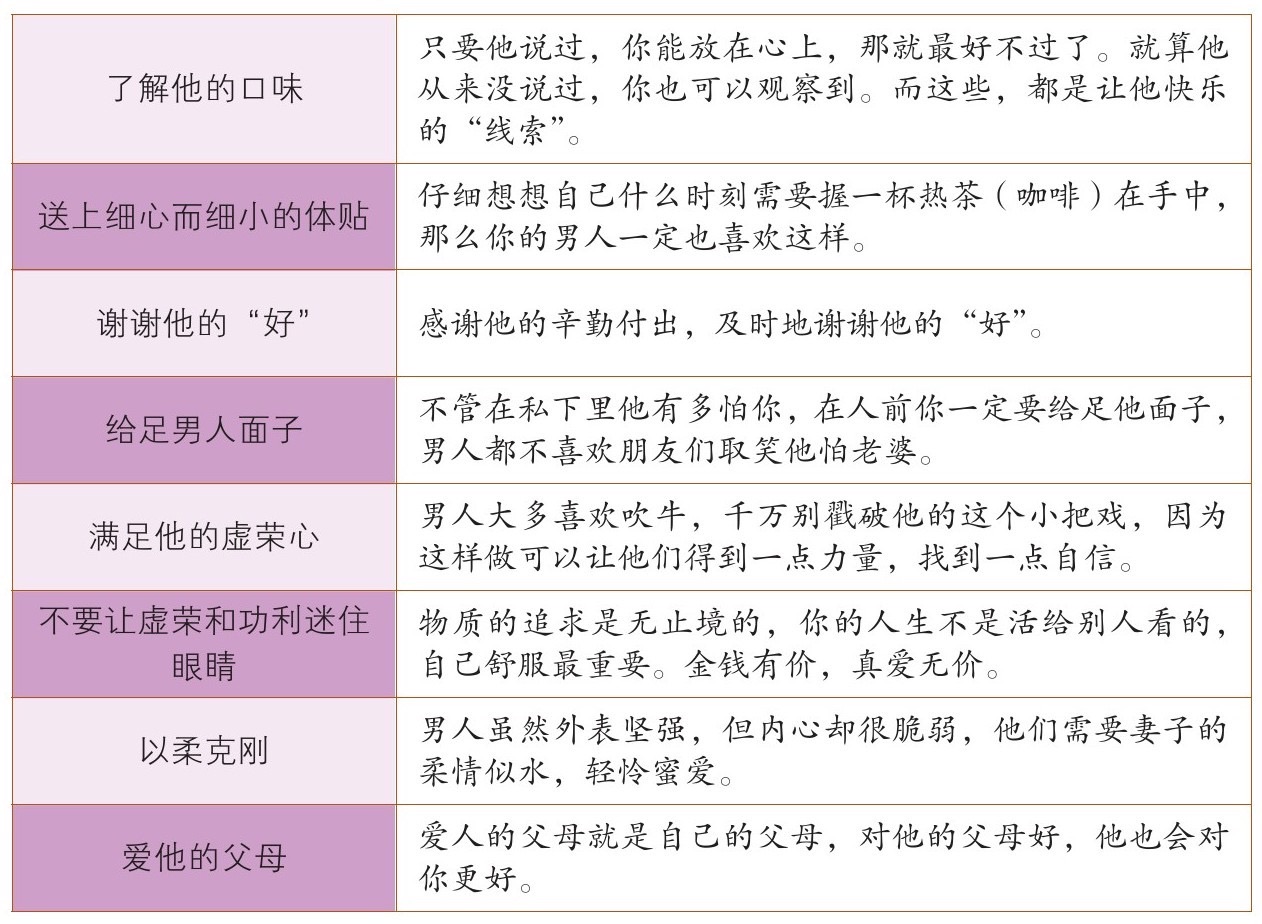 了解他的口味
只要他说过，你能放在心上，那就最好不过了。就算他
从来没说过，你也可以观察到。而这些，都是让他快乐
的“线索”。
送上细心而细小的体贴
仔细想想自己什么时刻需要握一杯热茶（咖啡）在手中，
那么你的男人一定也喜欢这样。
谢谢他的“好”
感谢他的辛勤付出，及时地谢谢他的“好”。
给足男人面子
不管在私下里他有多怕你，在人前你一定要给足他面子，
男人都不喜欢朋友们取笑他怕老婆。
满足他的虚荣心
男人大多喜欢吹牛，千万别戳破他的这个小把戏，因为
这样做可以让他们得到一点力量，找到一点自信。
不要让虚荣和功利迷住
眼睛
物质的追求是无止境的，你的人生不是活给别人看的，
自己舒服最重要。金钱有价，真爱无价。
以柔克刚
男人虽然外表坚强，但内心却很脆弱，他们需要妻子的
柔情似水，轻怜蜜爱。
爱他的父母
爱人的父母就是自己的父母，对他的父母好，他也会对
你更好。